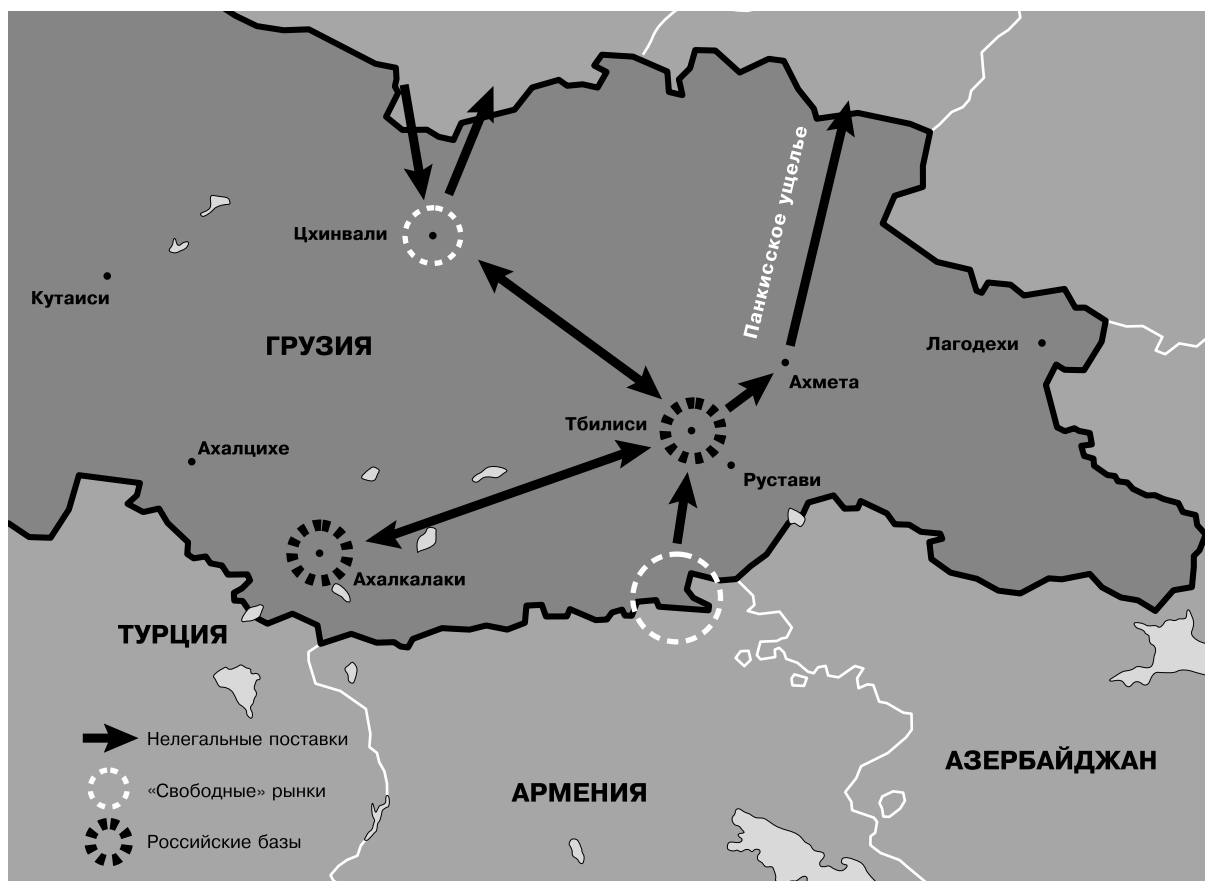 Панкисское ущелье
Цхинвали
Кутаиси
ГРУЗИЯ
Лагодехи
Ахмета
Тбилиси
Ахалцихе
Рустави
Ахалкалаки
ТУРЦИЯ
Нелегальные поставки
АЗЕРБАЙДЖАН
«Свободные» рынки
АРМЕНИЯ
Российские базы